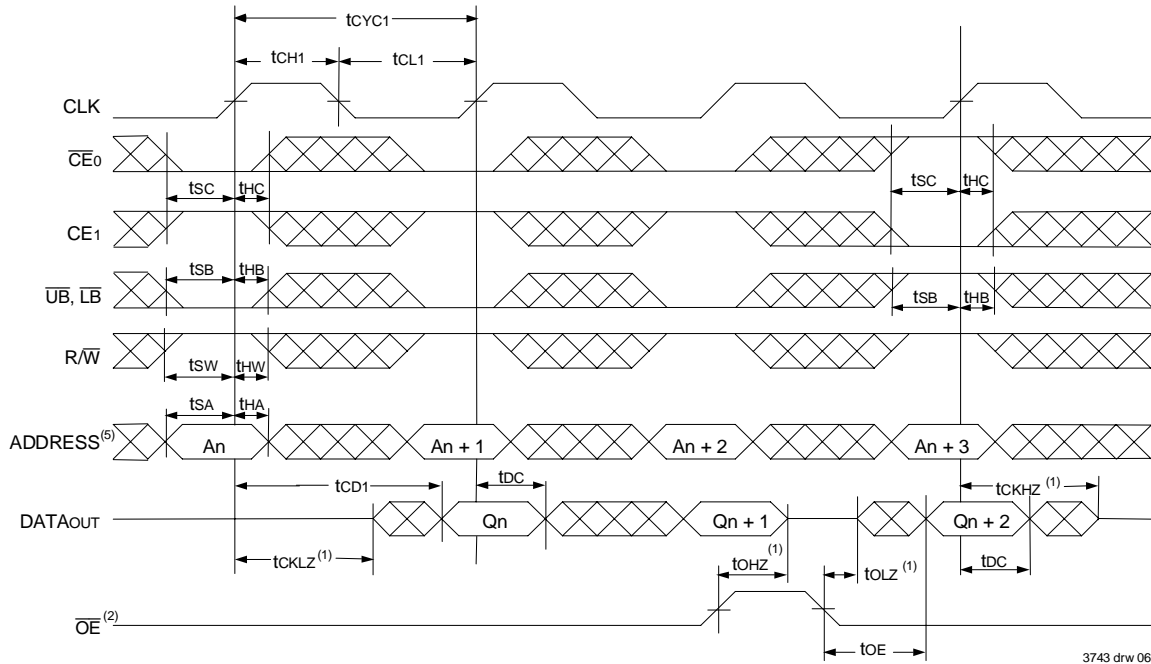 tCYC1
tCH1 tCL1
CLK
CE0
tSC tHC tSC tHC
CE1
tSB tHB
UB, LB
tSB tHB
R/W
tSW tHW
tSA tHA
ADDRESS(5) An An + 1 An + 2 An + 3
tCD1 tDC tCKHZ (1)
DATAOUT Qn Qn + 1 Qn + 2
tCKLZ(1) tOHZ(1) tOLZ (1) tDC
OE (2)
tOE
3743 drw 06